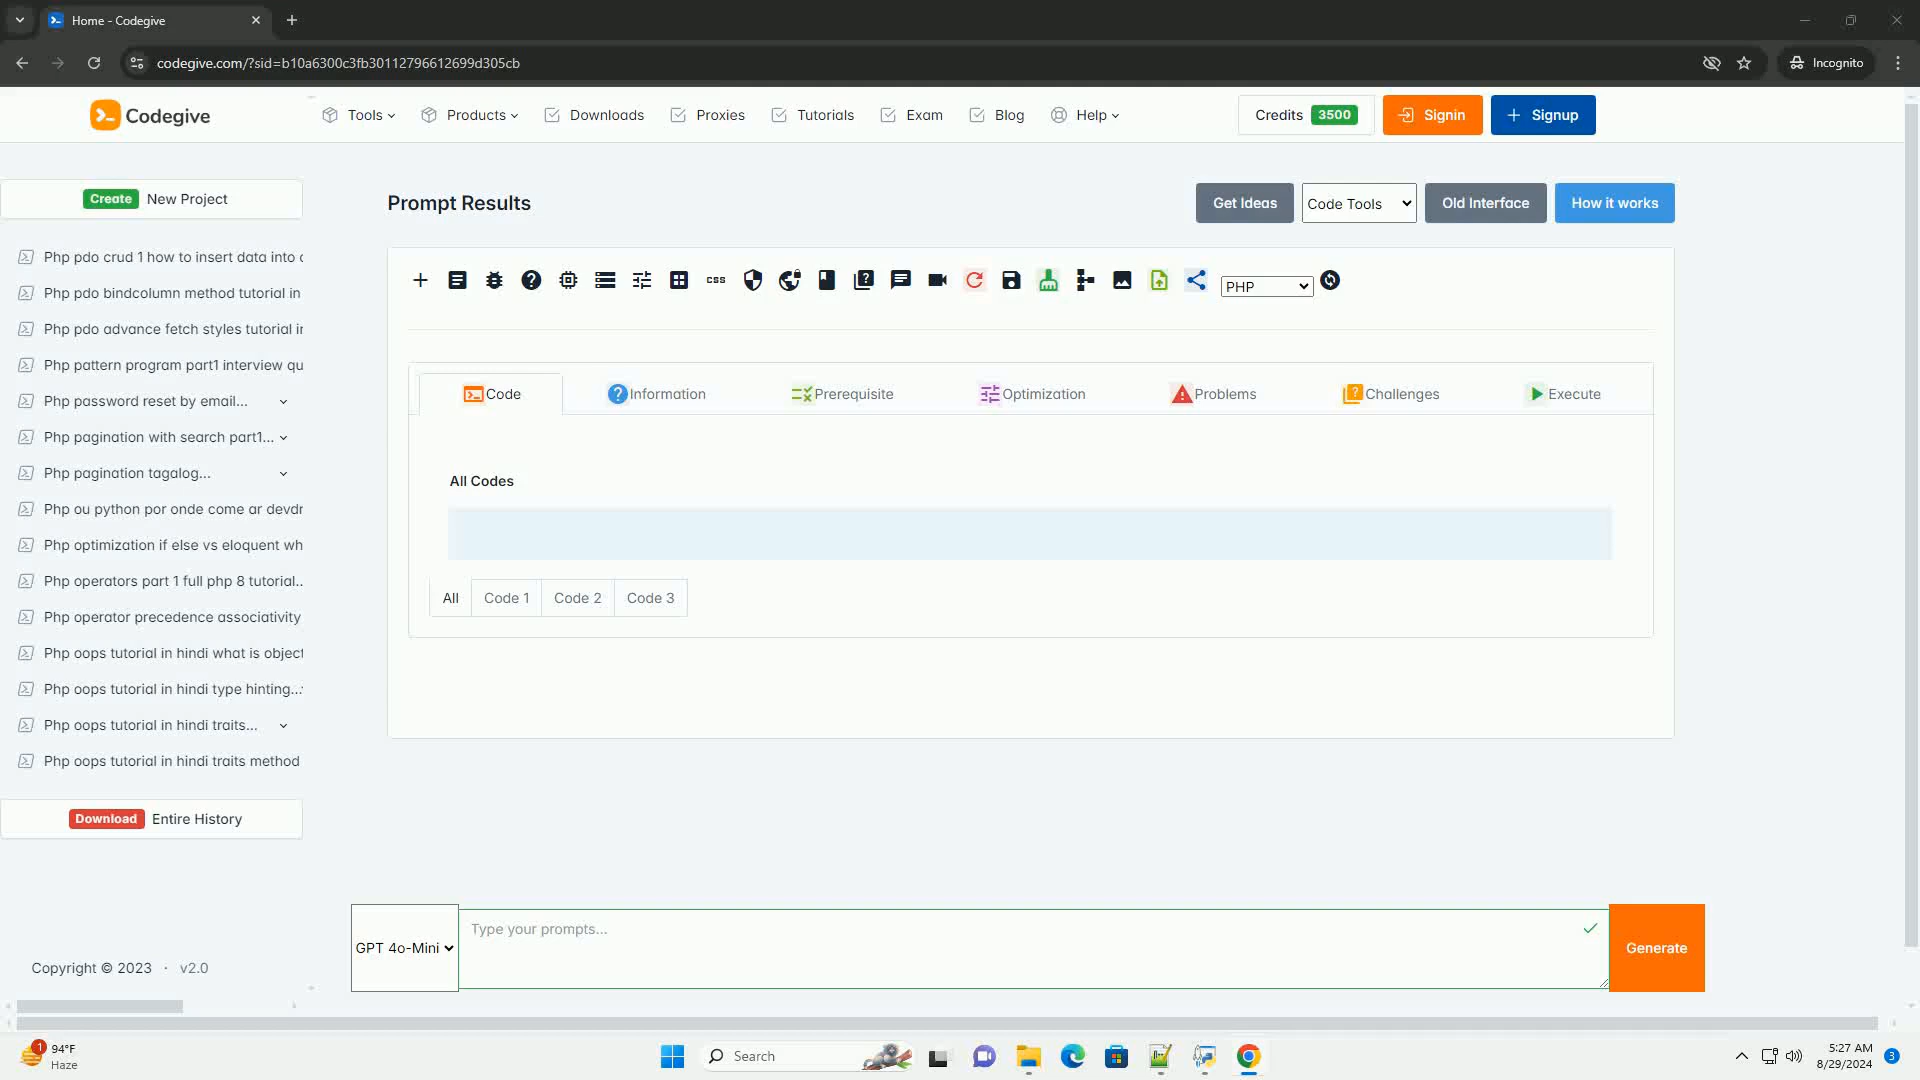 Home - Codegive
codegive.com/?sid=b10a6300c3fb30112796612699d305cb
Incognito
Codegive
Tools
Products
Downloads
Proxies
Tutorials
Exam
Blog
Help
Credits 3500
Signin
Signup
Create New Project
Php pdo crud 1 how to insert data into
Php pdo bindcolumn method tutorial in
Php pdo advance fetch styles tutorial
Php pattern program part1 interview
Php password reset by email...
Php pagination with search part1...
Php pagination tagalog...
Php ou python por onde come ar
Php optimization if else vs eloquent
Php operators part 1 full php 8 tutorial..
Php operator precedence associativity
Php oops tutorial in hindi what is object
Php oops tutorial in hindi type hinting...
Php oops tutorial in hindi traits...
Php oops tutorial in hindi traits method
Download Entire History
Copyright © 2023 · v2.0
Prompt Results
Get Ideas
Code Tools
Old Interface
How it works
css
PHP
Code
Information
Prerequisite
Optimization
Problems
Challenges
Execute
All Codes
All
Code 1
Code 2
Code 3
GPT 4o-Mini
Type your prompts...
Generate
1
94°F
Haze
Search
5:27 AM
8/29/2024
3